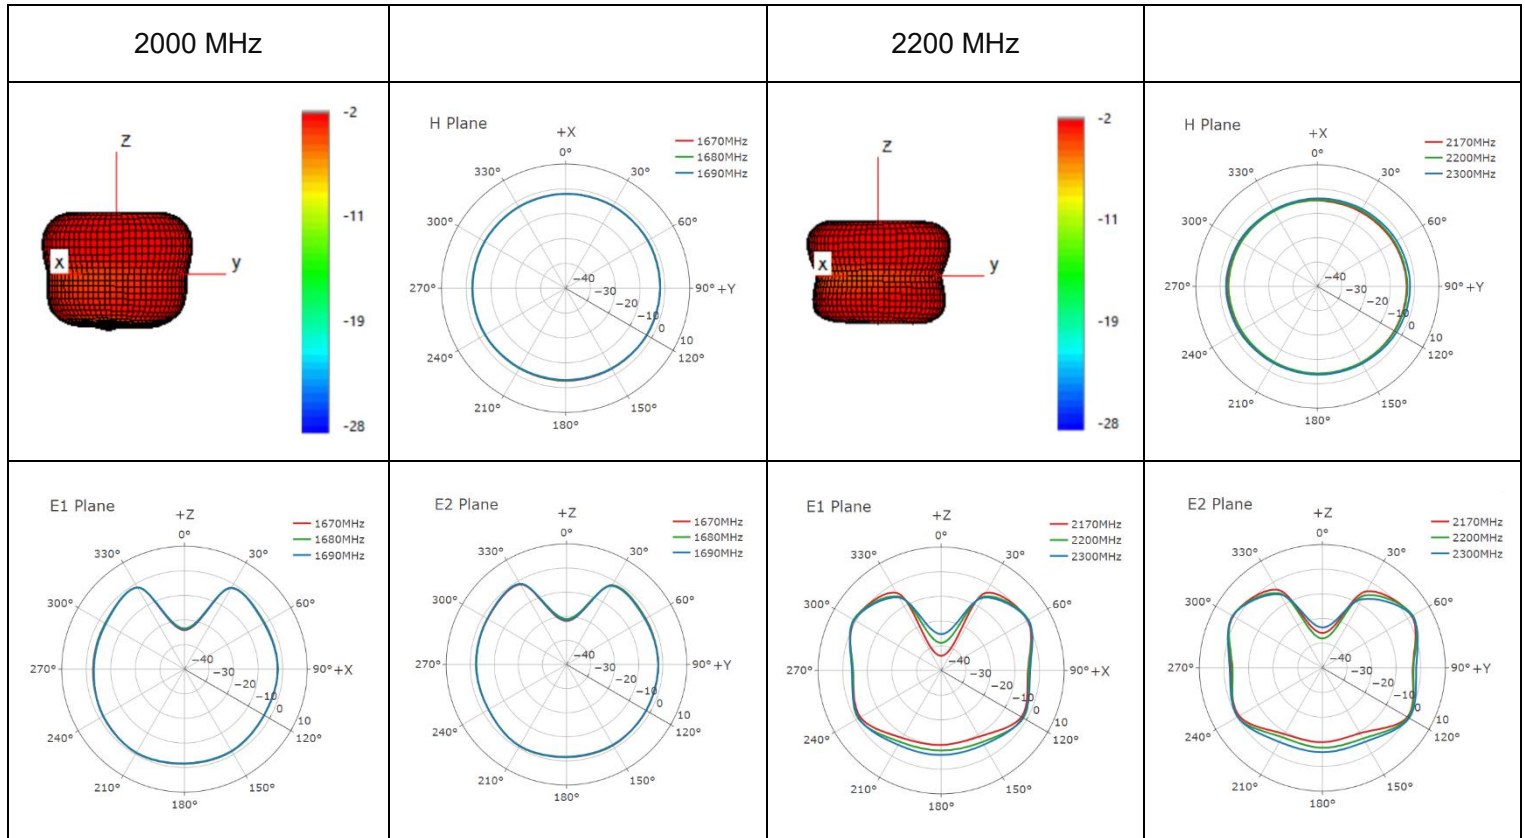 2000 MHz
2200 MHz
z
x
y
-2
-11
-19
-28
H Plane
+X
0°
30°
60°
90° +Y
120°
150°
180°
210°
240°
270°
300°
330°
−40
−30
−20
−10
0
10
1670MHz
1680MHz
1690MHz
z
x
y
-2
-11
-19
-28
H Plane
+X
0°
30°
60°
90° +Y
120°
150°
180°
210°
240°
270°
300°
330°
−40
−30
−20
−10
0
10
2170MHz
2200MHz
2300MHz
E1 Plane
+Z
0°
30°
60°
90° +X
120°
150°
180°
210°
240°
270°
300°
330°
−40
−30
−20
−10
0
10
1670MHz
1680MHz
1690MHz
E2 Plane
+Z
0°
30°
60°
90° +Y
120°
150°
180°
210°
240°
270°
300°
330°
−40
−30
−20
−10
0
10
1670MHz
1680MHz
1690MHz
E1 Plane
+Z
0°
30°
60°
90° +X
120°
150°
180°
210°
240°
270°
300°
330°
−40
−30
−20
−10
0
10
2170MHz
2200MHz
2300MHz
E2 Plane
+Z
0°
30°
60°
90° +Y
120°
150°
180°
210°
240°
270°
300°
330°
−40
−30
−20
−10
0
10
2170MHz
2200MHz
2300MHz